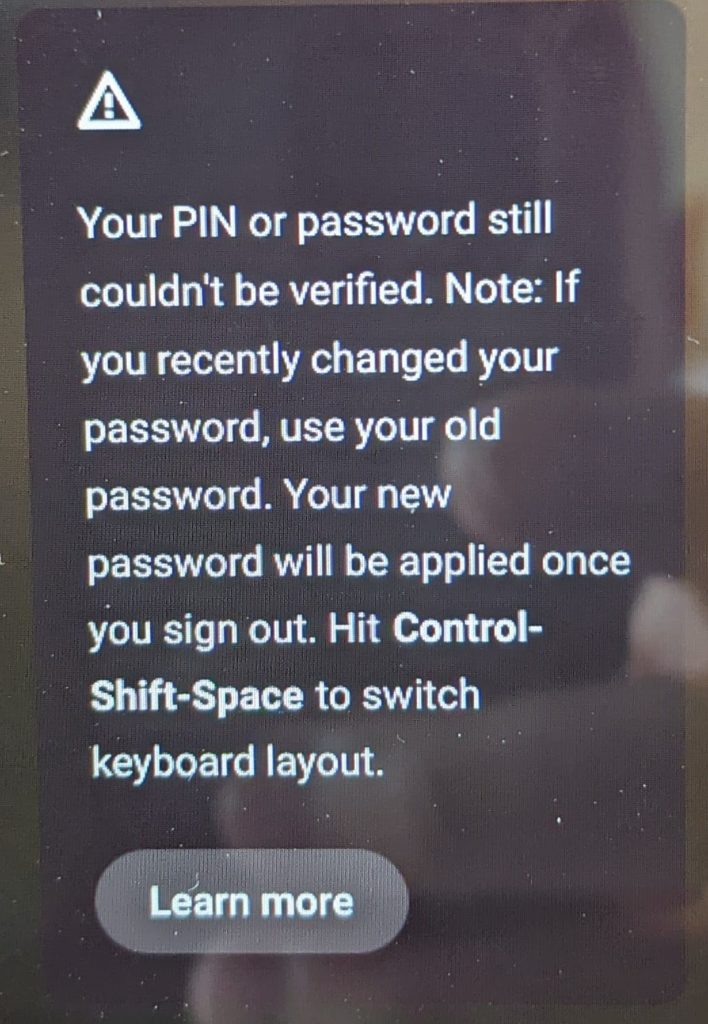 Your PIN or password still
couldn't be verified. Note: If
you recently changed your
password, use your old
password. Your new
password will be applied once
you sign out. Hit Control-
Shift-Space to switch
keyboard layout.
Learn more